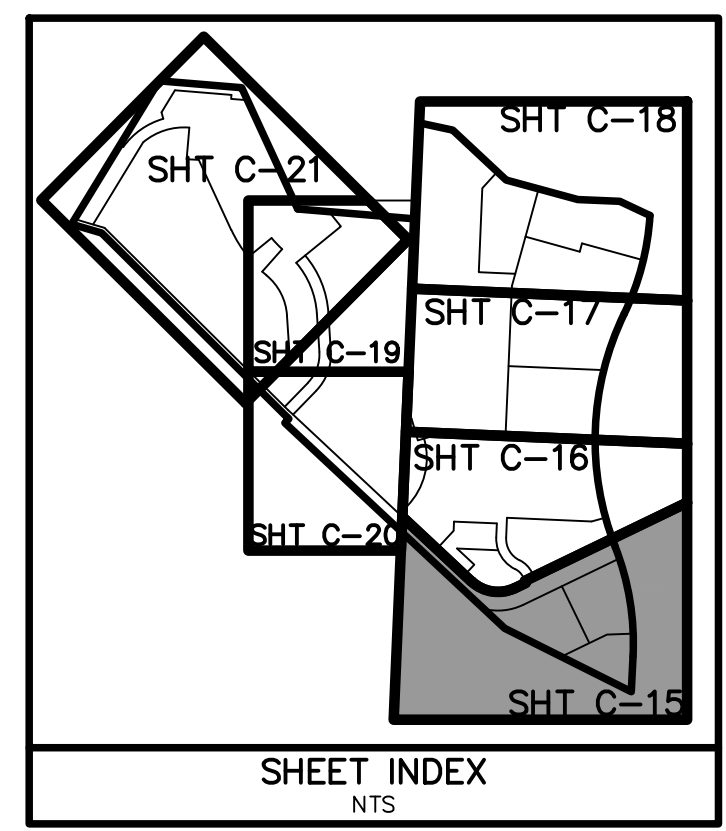 SHT C-18
SHT C-21
SHT C-17
SHT C-19
SHT C-16
SHT C-20
SHT C-15
SHEET INDEX
NTS